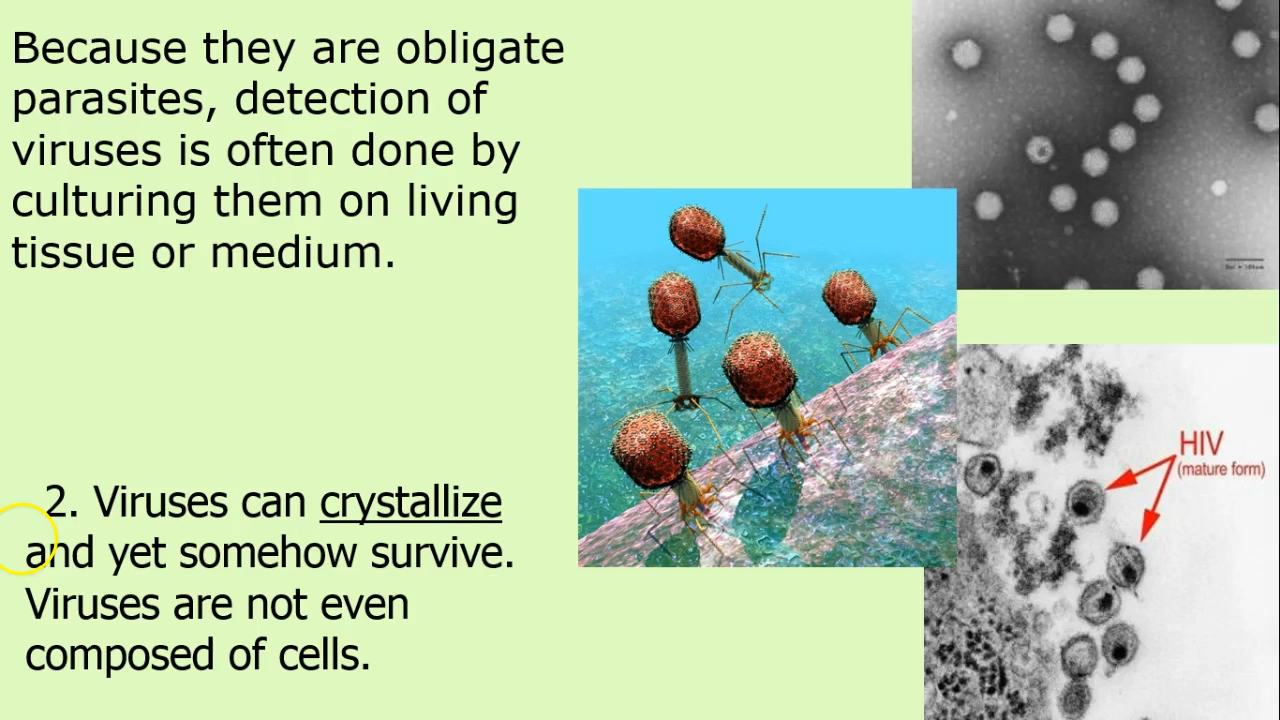 Because they are obligate
parasites, detection of
viruses is often done by
culturing them on living
tissue or medium.
2. Viruses can crystallize
and yet somehow survive.
Viruses are not even
composed of cells.
HIV
(mature form)